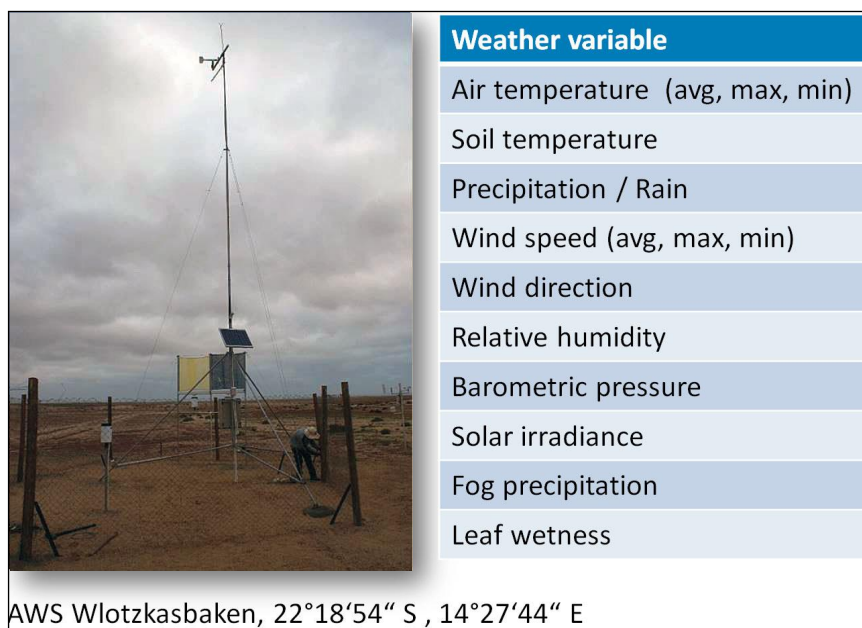 Weather variable
Air temperature  (avg, max, min)
Soil temperature
Precipitation / Rain
Wind speed (avg, max, min)
Wind direction
Relative humidity
Barometric pressure
Solar irradiance
Fog precipitation
Leaf wetness
AWS Wlotzkasbaken, 22°18‘54“ S , 14°27‘44“ E